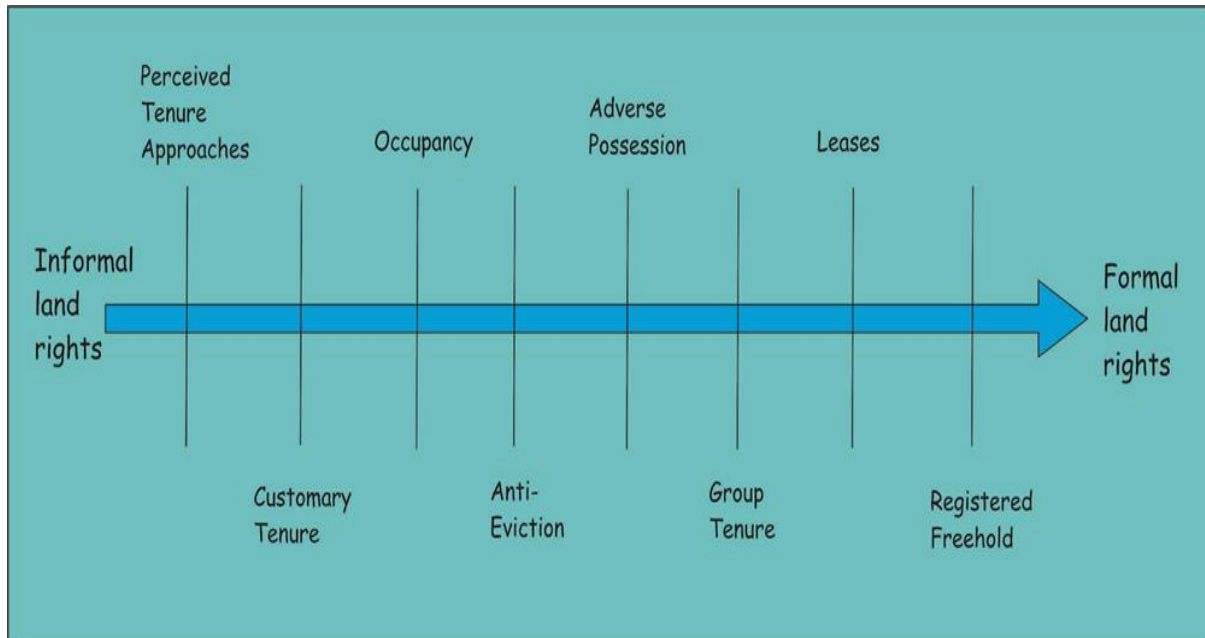 Perceived
Tenure
Approaches
Occupancy
Adverse
Possession
Leases
Informal
land
rights
Formal
land
rights
Customary
Tenure
Anti-
Eviction
Group
Tenure
Registered
Freehold